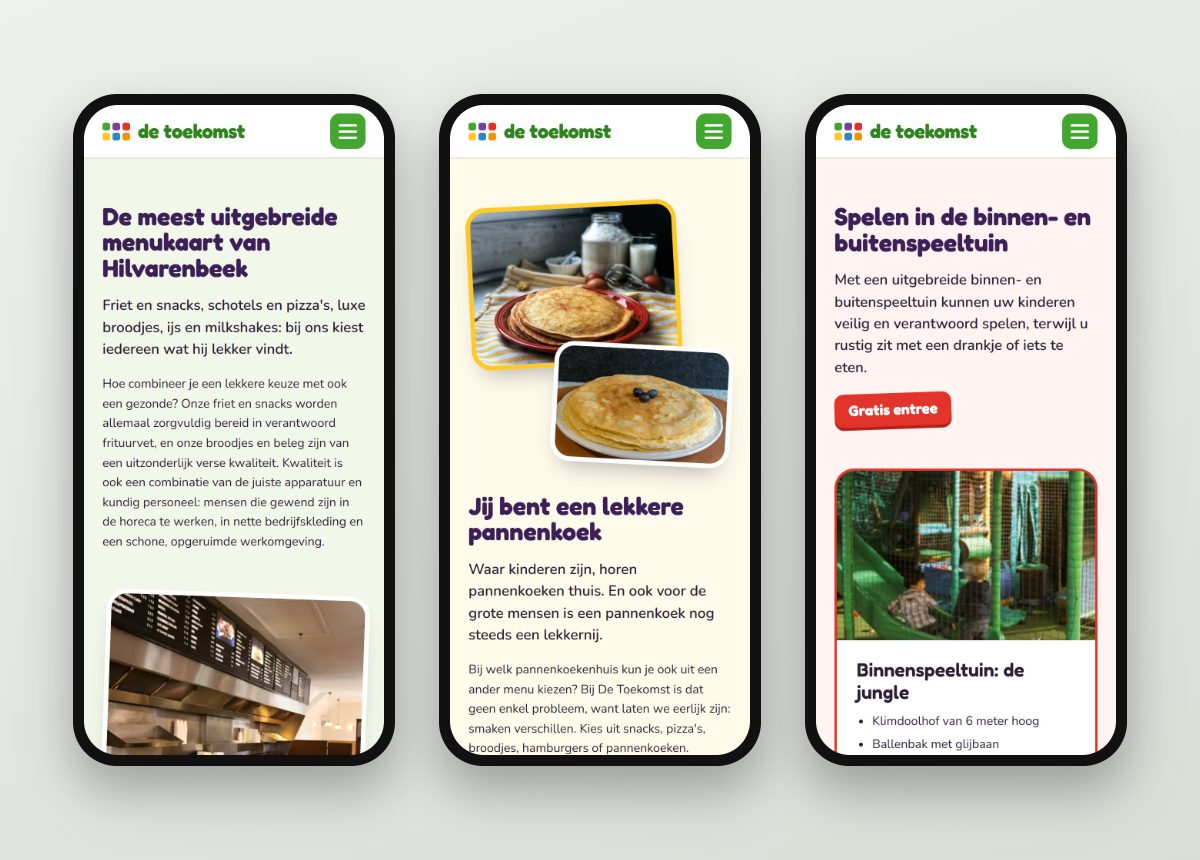 de toekomst
De meest uitgebreide
menukaart van
Hilvarenbeek
Friet en snacks, schotels en pizza's, luxe
broodjes, ijs en milkshakes: bij ons kiest
iedereen wat hij lekker vindt.
Hoe combineer je een lekkere keuze met ook
een gezonde? Onze friet en snacks worden
allemaal zorgvuldig bereid in verantwoord
frituurvet, en onze broodjes en beleg zijn van
een uitzonderlijk verse kwaliteit. Kwaliteit is
ook een combinatie van de juiste apparatuur en
kundig personeel: mensen die gewend zijn in
de horeca te werken, in nette bedrijfskleding en
een schone, opgeruimde werkomgeving.
de toekomst
Jij bent een lekkere
pannenkoek
Waar kinderen zijn, horen
pannenkoeken thuis. En ook voor de
grote mensen is een pannenkoek nog
steeds een lekkernij.
Bij welk pannenkoekenhuis kun je ook uit een
ander menu kiezen? Bij De Toekomst is dat
geen enkel probleem, want laten we eerlijk zijn:
smaken verschillen. Kies uit snacks, pizza's,
broodjes, hamburgers of pannenkoeken.
de toekomst
Spelen in de binnen- en
buitenspeeltuin
Met een uitgebreide binnen- en
buitenspeeltuin kunnen uw kinderen
veilig en verantwoord spelen, terwijl u
rustig zit met een drankje of iets te
eten.
Gratis entree
Binnenspeeltuin: de
jungle
• Klimdoolhof van 6 meter hoog
• Ballenbak met glijbaan